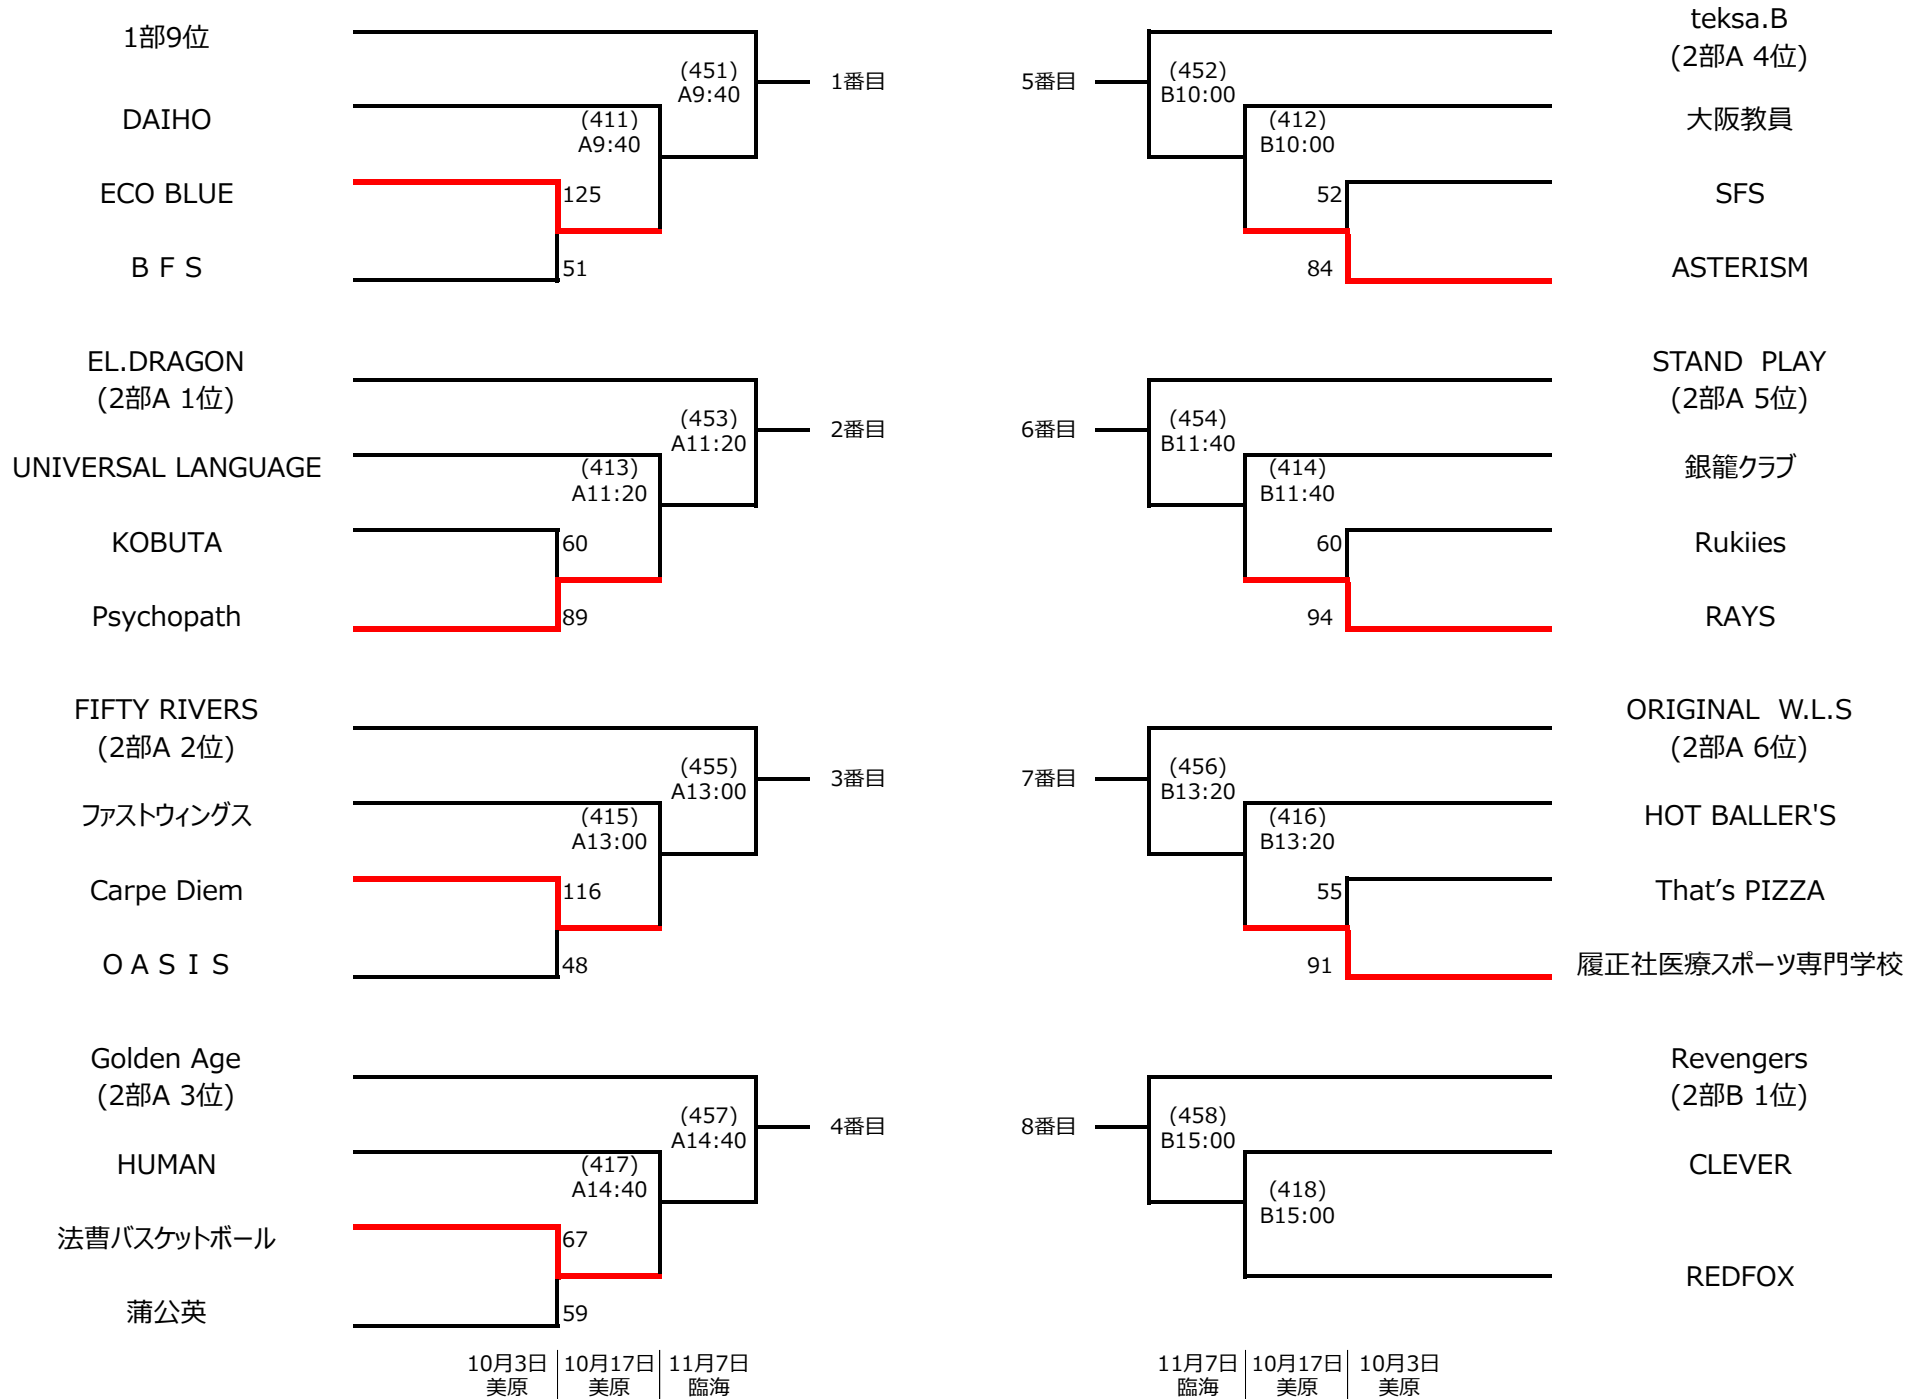 1部9位
(451)
A9:40
1番目
DAIHO
(411)
A9:40
ECO BLUE
125
B F S
51
EL.DRAGON
(2部A 1位)
(453)
A11:20
2番目
UNIVERSAL LANGUAGE
(413)
A11:20
KOBUTA
60
Psychopath
89
FIFTY RIVERS
(2部A 2位)
(455)
A13:00
3番目
ファストウィングス
(415)
A13:00
Carpe Diem
116
O A S I S
48
Golden Age
(2部A 3位)
(457)
A14:40
4番目
HUMAN
(417)
A14:40
法曹バスケットボール
67
蒲公英
59
10月3日 10月17日 11月7日
美原 美原 臨海
teksa.B
(2部A 4位)
5番目
(452)
B10:00
(412)
B10:00
大阪教員
52
SFS
84
ASTERISM
STAND PLAY
(2部A 5位)
6番目
(454)
B11:40
(414)
B11:40
銀籠クラブ
60
Rukiies
94
RAYS
ORIGINAL W.L.S
(2部A 6位)
7番目
(456)
B13:20
(416)
B13:20
HOT BALLER'S
55
That's PIZZA
91
履正社医療スポーツ専門学校
Revengers
(2部B 1位)
8番目
(458)
B15:00
CLEVER
(418)
B15:00
REDFOX
11月7日 10月17日 10月3日
臨海 美原 美原